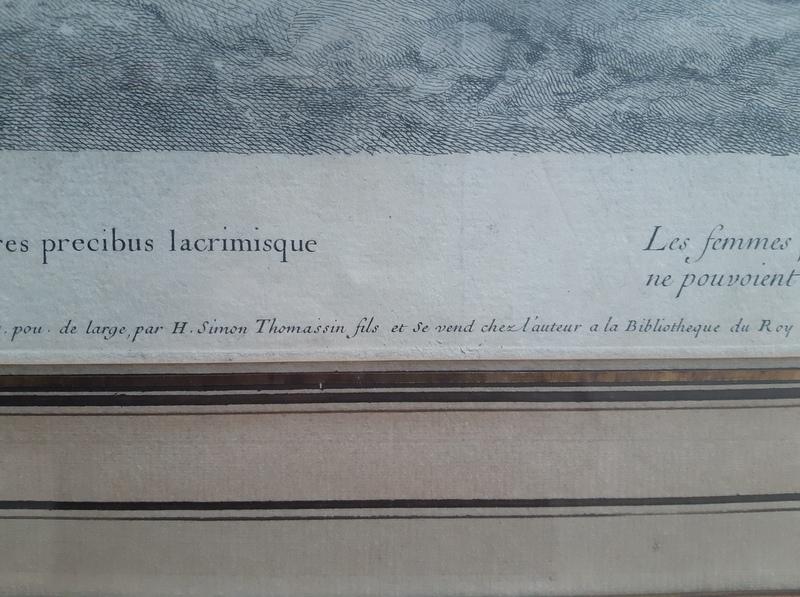 res precibus lacrimisque
Les femmes
ne pouvoient
. pou. de large, par H. Simon Thomassin fils et se vend chez l'auteur a la Bibliotheque du Roy